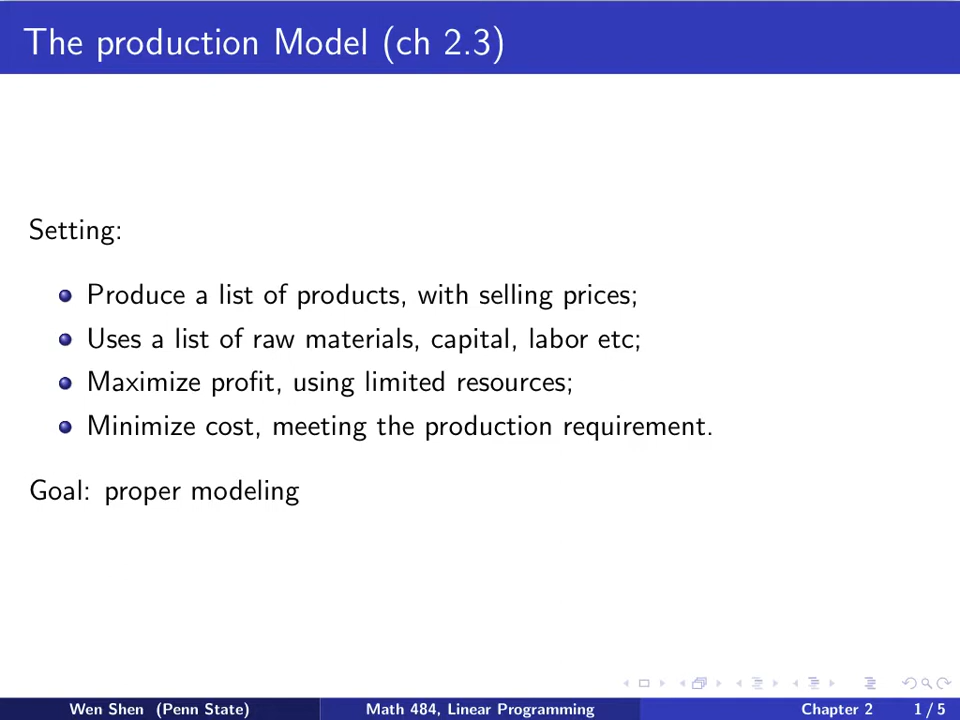 The production Model (ch 2.3)
Setting:
Produce a list of products, with selling prices;
Uses a list of raw materials, capital, labor etc;
Maximize profit, using limited resources;
Minimize cost, meeting the production requirement.
Goal: proper modeling
Wen Shen (Penn State) Math 484, Linear Programming Chapter 2 1 / 5